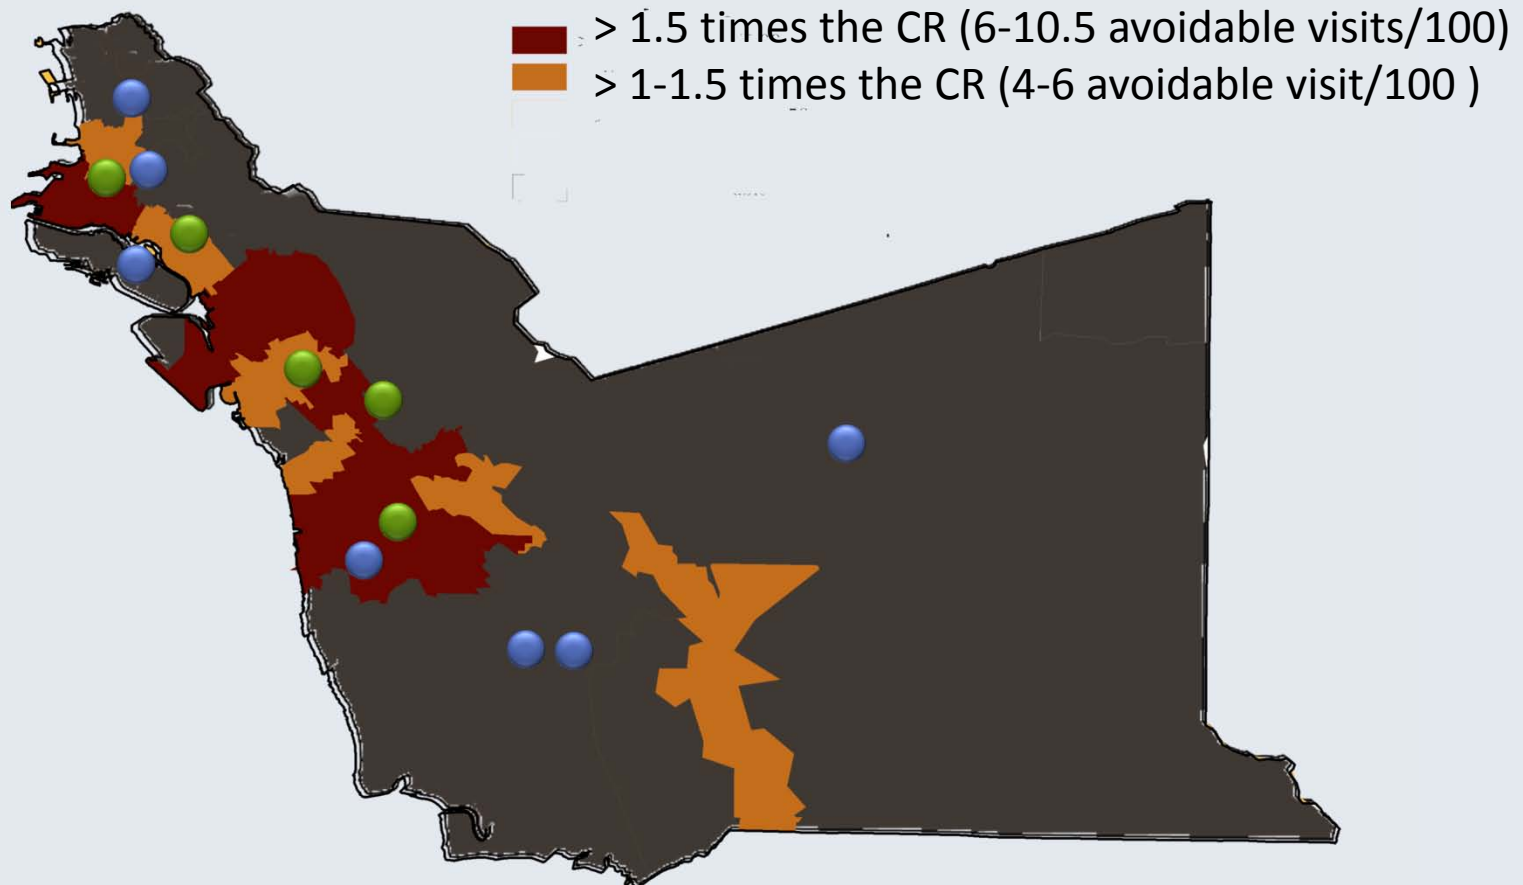 > 1.5 times the CR (6-10.5 avoidable visits/100)
> 1-1.5 times the CR (4-6 avoidable visit/100 )